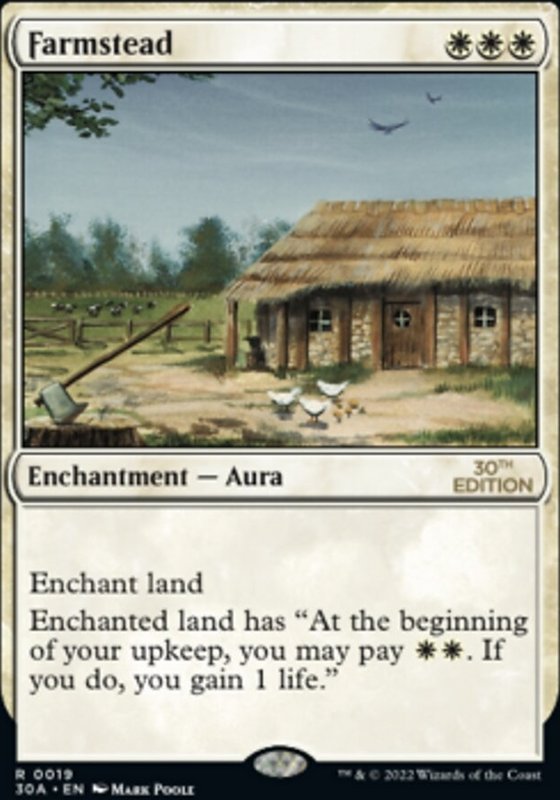 Farmstead
Enchantment — Aura
30TH
EDITION
Enchant land
Enchanted land has “At the beginning
of your upkeep, you may pay . If
you do, you gain 1 life.”
R 0019
30A • EN Mark Poole
™ & © 2022 Wizards of the Coast